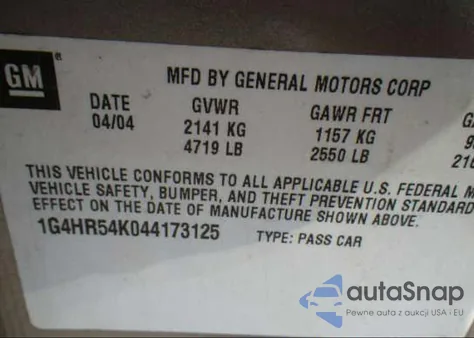 GM ®
MFD BY GENERAL MOTORS CORP
DATE GVWR GAWR FRT
04/04 2141 KG 1157 KG
4719 LB 2550 LB
THIS VEHICLE CONFORMS TO ALL APPLICABLE U.S. FEDERAL
VEHICLE SAFETY, BUMPER, AND THEFT PREVENTION STANDARD
EFFECT ON THE DATE OF MANUFACTURE SHOWN ABOVE.
1G4HR54K044173125 TYPE: PASS CAR
autoSnap
Pewne auta z aukcji USA i EU